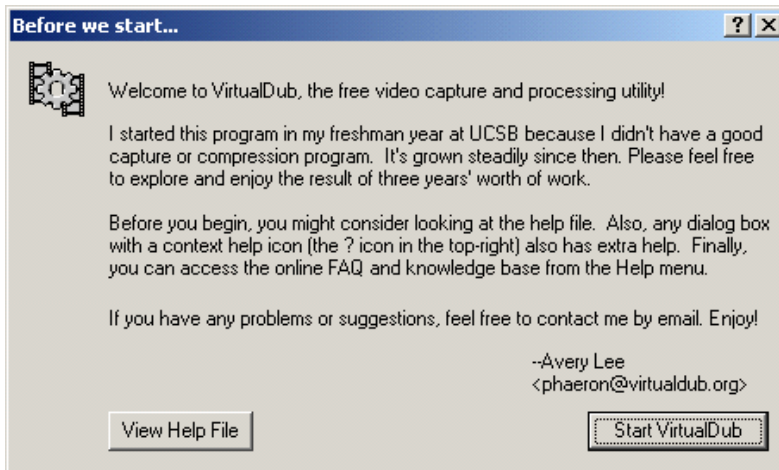 Before we start...
Welcome to VirtualDub, the free video capture and processing utility!
I started this program in my freshman year at UCSB because I didn't have a good
capture or compression program.  It's grown steadily since then. Please feel free
to explore and enjoy the result of three years' worth of work.
Before you begin, you might consider looking at the help file.  Also, any dialog box
with a context help icon (the ? icon in the top-right) also has extra help.  Finally,
you can access the online FAQ and knowledge base from the Help menu.
If you have any problems or suggestions, feel free to contact me by email. Enjoy!
--Avery Lee
<phaeron@virtualdub.org>
View Help File
Start VirtualDub